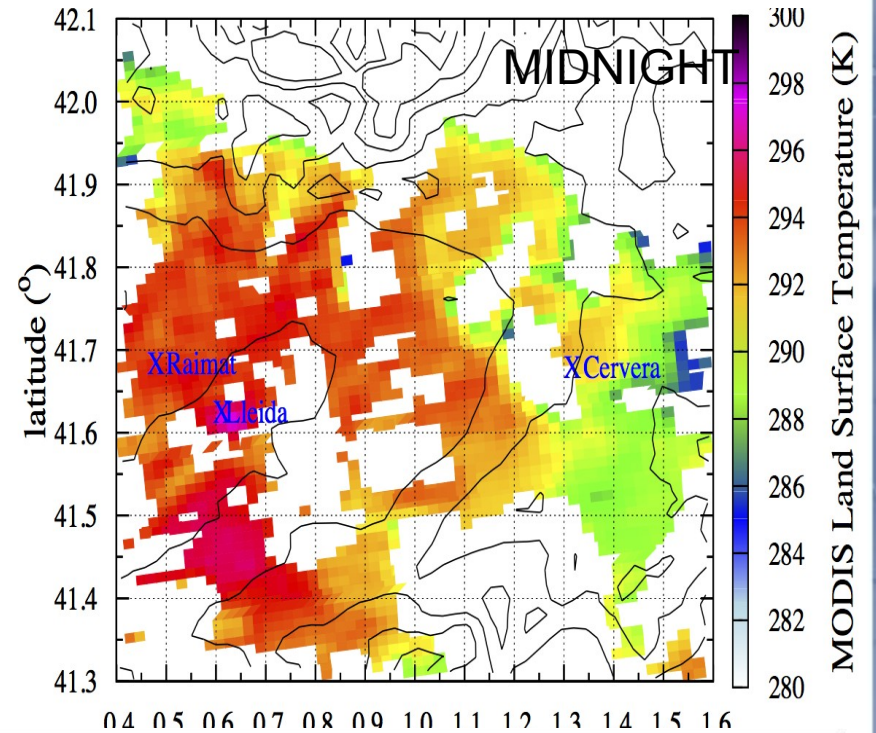 MIDNIGHT
42.1
42.0
41.9
41.8
41.7
41.6
41.5
41.4
41.3
latitude (°)
XRaimat
XLleida
XCervera
0.4 0.5 0.6 0.7 0.8 0.9 1.0 1.1 1.2 1.3 1.4 1.5 1.6
300
298
296
294
292
290
288
286
284
282
280
MODIS Land Surface Temperature (K)